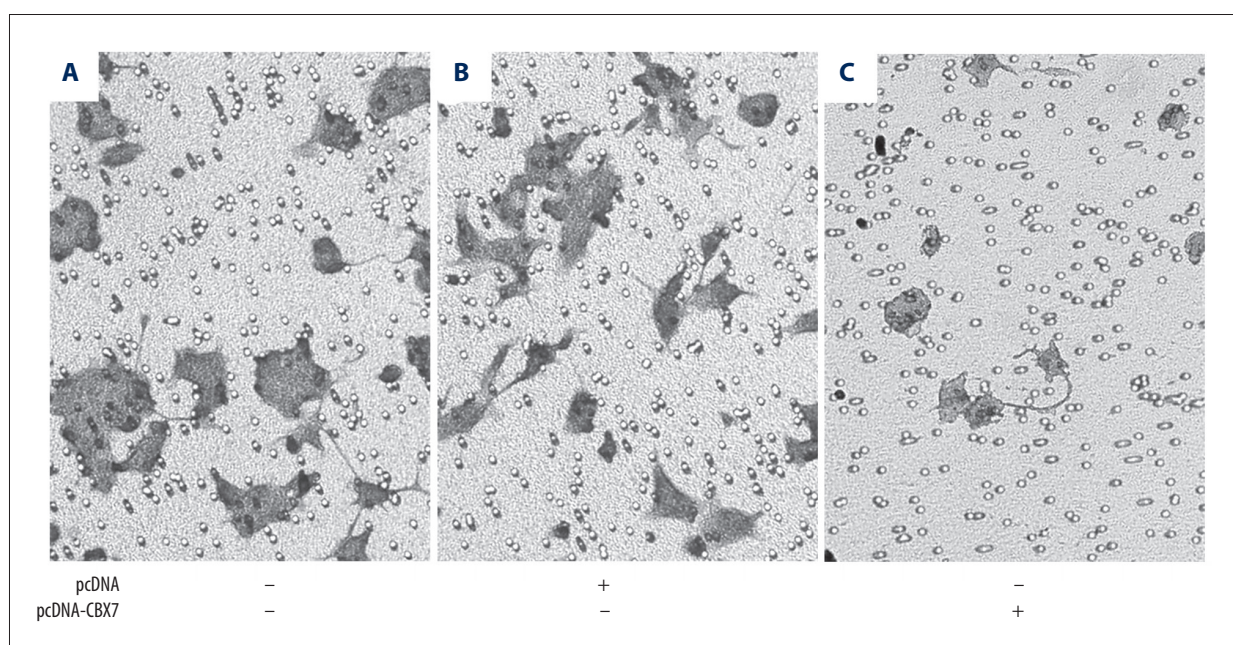 A B C
pcDNA – + –
pcDNA-CBX7 – – +